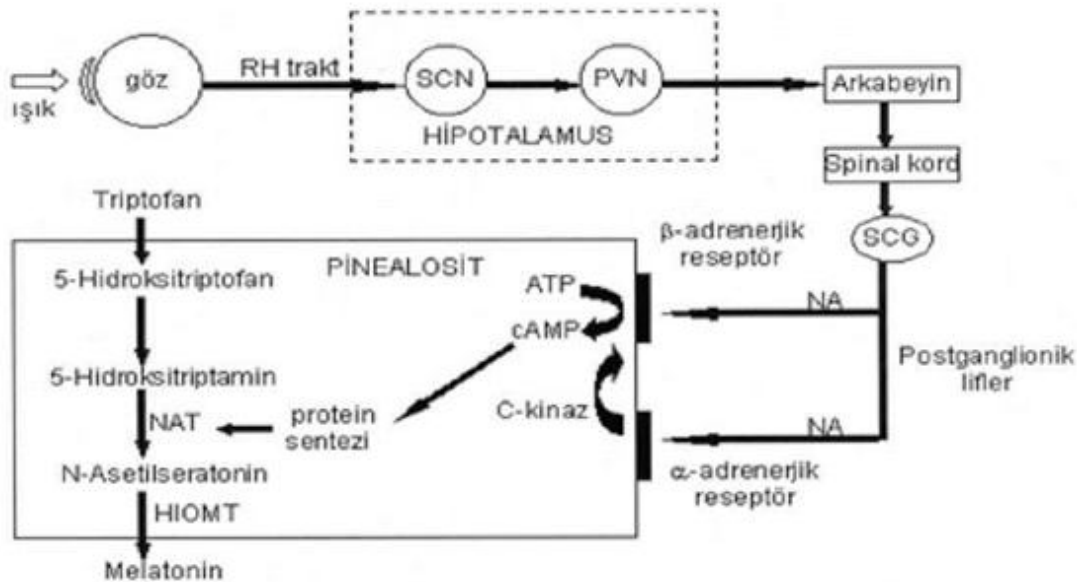 ışık
göz
RH trakt
SCN
PVN
HİPOTALAMUS
Arkabeyin
Spinal kord
SCG
Triptofan
PİNEALOSİT
5-Hidroksitriptofan
5-Hidroksitriptamin
NAT
protein
sentezi
N-Asetilseratonin
HIOMT
Melatonin
ATP
cAMP
C-kinaz
β-adrenerjik
reseptör
NA
Postganglionik
lifler
NA
α-adrenerjik
reseptör